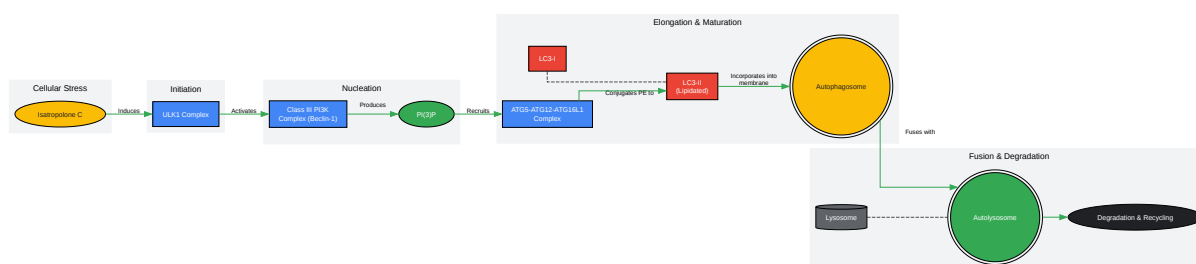 Cellular Stress
Isatropolone C
Induces
Initiation
ULK1 Complex
Activates
Nucleation
Class III PI3K
Complex (Beclin-1)
Produces
PI(3)P
Recruits
Elongation & Maturation
LC3-I
ATG5-ATG12-ATG16L1
Complex
Conjugates PE to
LC3-II
(Lipidated)
Incorporates into
membrane
Autophagosome
Fuses with
Fusion & Degradation
Lysosome
Autolysosome
Degradation & Recycling